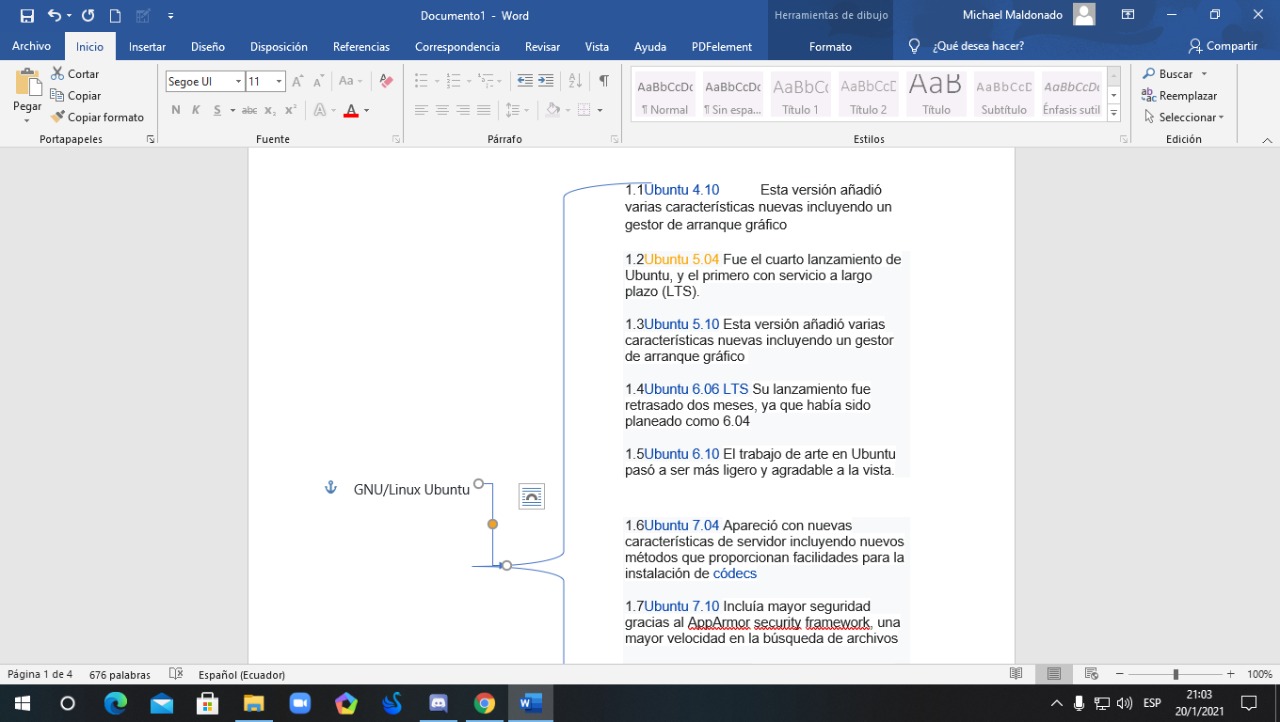 Documento1 - Word
Herramientas de dibujo
Michael Maldonado
Archivo Inicio Insertar Diseño Disposición Referencias Correspondencia Revisar Vista Ayuda PDFelement Formato ¿Qué desea hacer? Compartir
Pegar
Cortar
Copiar
Copiar formato
Portapapeles
Segoe UI 11
Aa
N K S abc x₂ x² A A
Fuente
Párrafo
AaBbCcDc AaBbCcDc AaBbC( AaBbCcC AaB AaBbCcD AaBbCcDc
¶ Normal ¶ Sin espa... Título 1 Título 2 Título Subtítulo Énfasis sutil
Estilos
Buscar
Reemplazar
Seleccionar
Edición
1.1Ubuntu 4.10 Esta versión añadió
varias características nuevas incluyendo un
gestor de arranque gráfico
1.2Ubuntu 5.04 Fue el cuarto lanzamiento de
Ubuntu, y el primero con servicio a largo
plazo (LTS).
1.3Ubuntu 5.10 Esta versión añadió varias
características nuevas incluyendo un gestor
de arranque gráfico
1.4Ubuntu 6.06 LTS Su lanzamiento fue
retrasado dos meses, ya que había sido
planeado como 6.04
1.5Ubuntu 6.10 El trabajo de arte en Ubuntu
pasó a ser más ligero y agradable a la vista.
GNU/Linux Ubuntu
1.6Ubuntu 7.04 Apareció con nuevas
características de servidor incluyendo nuevos
métodos que proporcionan facilidades para la
instalación de códecs
1.7Ubuntu 7.10 Incluía mayor seguridad
gracias al AppArmor security framework, una
mayor velocidad en la búsqueda de archivos
Página 1 de 4 676 palabras Español (Ecuador) 100%
ESP
21:03
20/1/2021